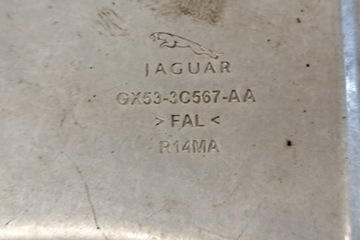 JAGUAR
GX53-3C567-AA
> FAL <
R14MA